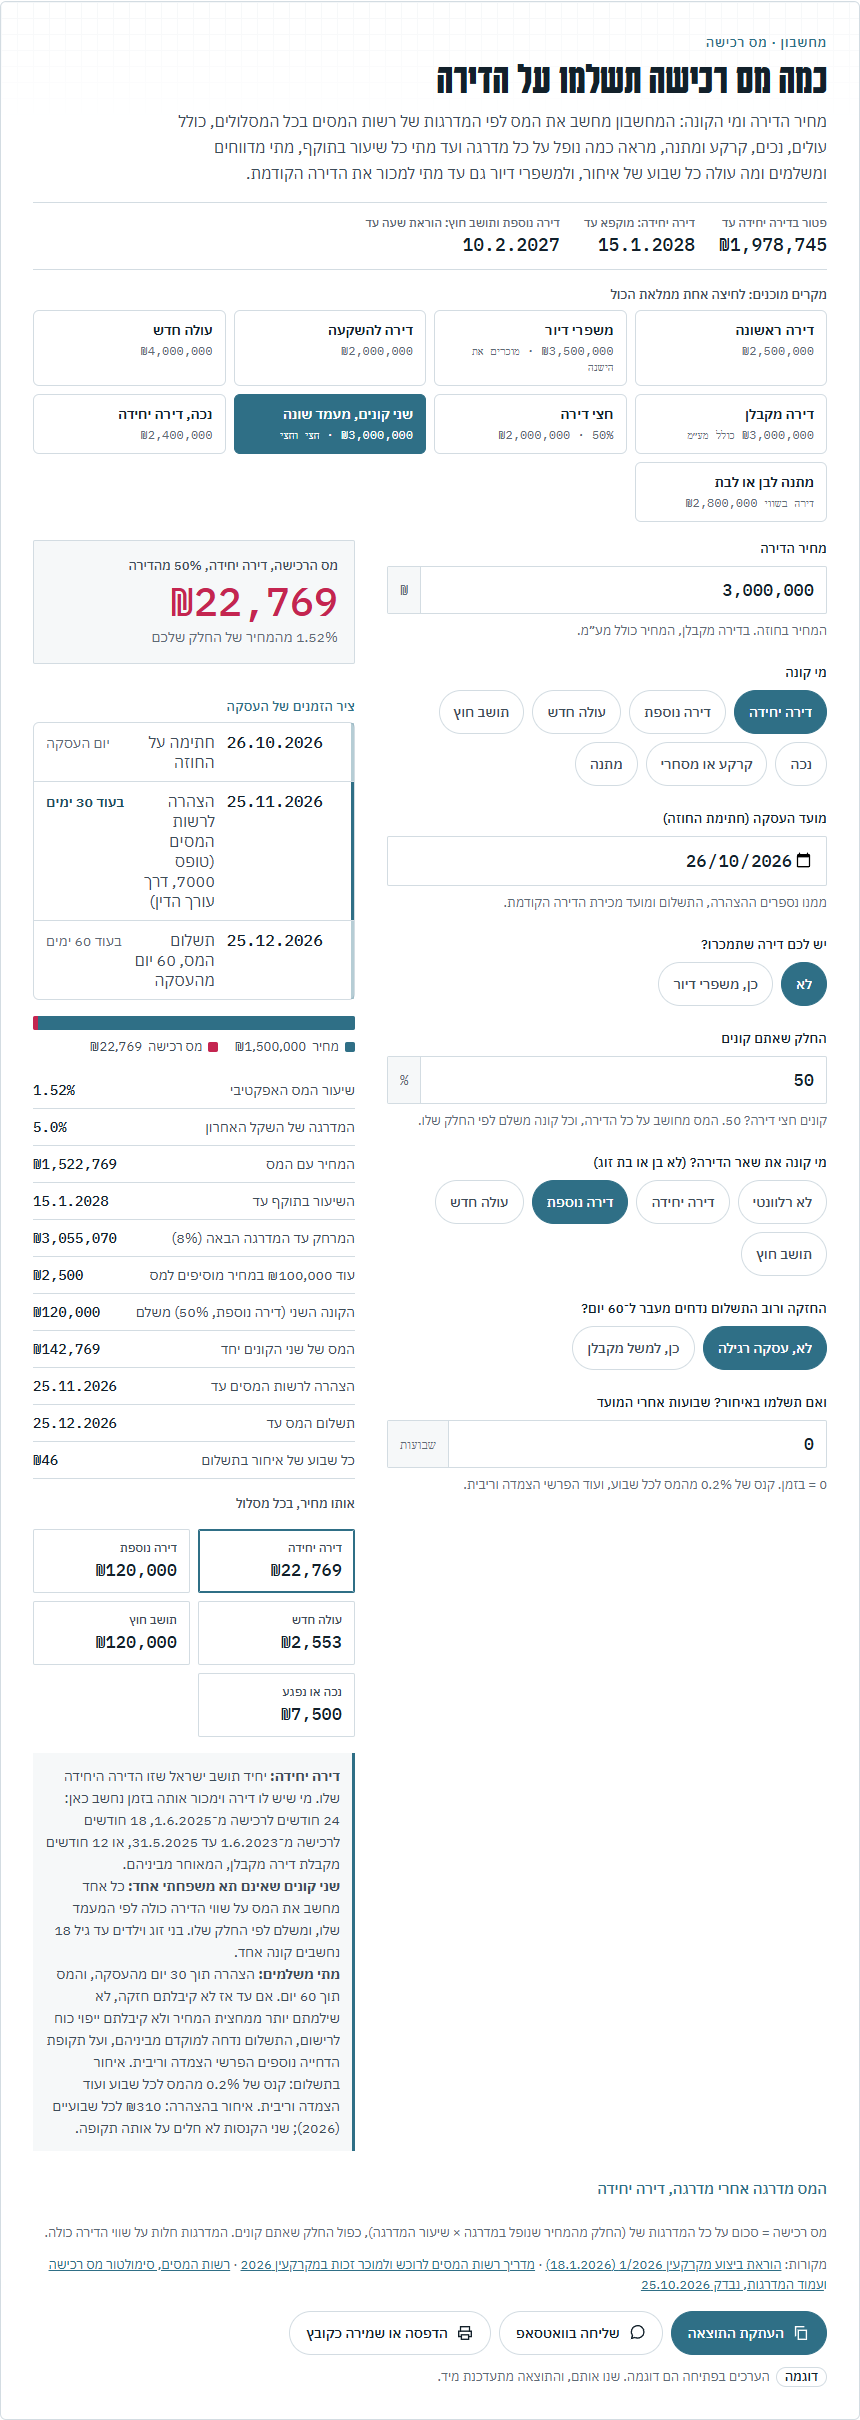 מחשבון · מס רכישה
כמה מס רכישה תשלמו על הדירה
מחיר הדירה ומי הקונה: המחשבון מחשב את המס לפי המדרגות של רשות המסים בכל המסלולים, כולל
עולים, נכים, קרקע ומתנה, מראה כמה נופל על כל מדרגה ועד מתי כל שיעור בתוקף, מתי מדווחים
ומשלמים ומה עולה כל שבוע של איחור, ולמשפרי דיור גם עד מתי למכור את הדירה הקודמת.
פטור בדירה יחידה עד
₪1,978,745
דירה יחידה: מוקפא עד
15.1.2028
דירה נוספת ותושב חוץ: הוראת שעה עד
10.2.2027
מקרים מוכנים: לחיצה אחת ממלאת הכול
דירה ראשונה
₪2,500,000
משפרי דיור
₪3,500,000 · מוכרים את
הישנה
דירה להשקעה
₪2,000,000
עולה חדש
₪4,000,000
דירה מקבלן
₪3,000,000 כולל מע״מ
חצי דירה
50% · ₪2,000,000
שני קונים, מעמד שונה
₪3,000,000 · חצי וחצי
נכה, דירה יחידה
₪2,400,000
מתנה לבן או לבת
דירה בשווי ₪2,800,000
מחיר הדירה
3,000,000 ₪
המחיר בחוזה. בדירה מקבלן, המחיר כולל מע״מ.
מי קונה
דירה יחידה
דירה נוספת
עולה חדש
תושב חוץ
נכה
קרקע או מסחרי
מתנה
מועד העסקה (חתימת החוזה)
26/10/2026
ממנו נספרים ההצהרה, התשלום ומועד מכירת הדירה הקודמת.
יש לכם דירה שתמכרו?
לא
כן, משפרי דיור
החלק שאתם קונים
50 %
קונים חצי דירה? 50. המס מחושב על כל הדירה, וכל קונה משלם לפי החלק שלו.
מי קונה את שאר הדירה? (לא בן או בת זוג)
לא רלוונטי
דירה יחידה
דירה נוספת
עולה חדש
תושב חוץ
החזקה ורוב התשלום נדחים מעבר ל־60 יום?
לא, עסקה רגילה
כן, למשל מקבלן
ואם תשלמו באיחור? שבועות אחרי המועד
0 שבועות
0 = בזמן. קנס של 0.2% מהמס לכל שבוע, ועוד הפרשי הצמדה וריבית.
מס הרכישה, דירה יחידה, 50% מהדירה
₪22,769
1.52% מהמחיר של החלק שלכם
ציר הזמנים של העסקה
26.10.2026 חתימה על יום העסקה
החוזה
25.11.2026 הצהרה בעוד 30 ימים
לרשות
המסים
(טופס
7000, דרך
עורך הדין)
25.12.2026 תשלום בעוד 60 ימים
המס, 60 יום
מהעסקה
מחיר ₪1,500,000 מס רכישה ₪22,769
שיעור המס האפקטיבי 1.52%
המדרגה של השקל האחרון 5.0%
המחיר עם המס ₪1,522,769
השיעור בתוקף עד 15.1.2028
המרחק עד המדרגה הבאה (8%) ₪3,055,070
עוד ₪100,000 במחיר מוסיפים למס ₪2,500
הקונה השני (דירה נוספת, 50%) משלם ₪120,000
המס של שני הקונים יחד ₪142,769
הצהרה לרשות המסים עד 25.11.2026
תשלום המס עד 25.12.2026
כל שבוע של איחור בתשלום ₪46
אותו מחיר, בכל מסלול
דירה יחידה
₪22,769
דירה נוספת
₪120,000
עולה חדש
₪2,553
תושב חוץ
₪120,000
נכה או נפגע
₪7,500
דירה יחידה: יחיד תושב ישראל שזו הדירה היחידה
שלו. מי שיש לו דירה וימכור אותה בזמן נחשב כאן:
24 חודשים לרכישה מ־1.6.2025, 18 חודשים
לרכישה מ־1.6.2023 עד 31.5.2025, או 12 חודשים
מקבלת דירה מקבלן, המאוחר מביניהם.
שני קונים שאינם תא משפחתי אחד: כל אחד
מחשב את המס על שווי הדירה כולה לפי המעמד
שלו, ומשלם לפי החלק שלו. בני זוג וילדים עד גיל 18
נחשבים קונה אחד.
מתי משלמים: הצהרה תוך 30 יום מהעסקה, והמס
תוך 60 יום. אם עד אז לא קיבלתם חזקה, לא
שילמתם יותר ממחצית המחיר ולא קיבלתם ייפוי כוח
לרישום, התשלום נדחה למוקדם מביניהם, ועל תקופת
הדחייה נוספים הפרשי הצמדה וריבית. איחור
בתשלום: קנס של 0.2% מהמס לכל שבוע ועוד
הצמדה וריבית. איחור בהצהרה: ₪310 לכל שבועיים
(2026); שני הקנסות לא חלים על אותה תקופה.
המס מדרגה אחרי מדרגה, דירה יחידה
מס רכישה = סכום על כל המדרגות של (החלק מהמחיר שנופל במדרגה × שיעור המדרגה), כפול החלק שאתם קונים. המדרגות חלות על שווי הדירה כולה.
מקורות: הוראת ביצוע מקרקעין 1/2026 (18.1.2026) · מדריך רשות המסים לרוכש ולמוכר זכות במקרקעין 2026 · רשות המסים, סימולטור מס רכישה
ועמוד המדרגות, נבדק 25.10.2026
העתקת התוצאה
שליחה בוואטסאפ
הדפסה או שמירה כקובץ
דוגמה הערכים בפתיחה הם דוגמה. שנו אותם, והתוצאה מתעדכנת מיד.